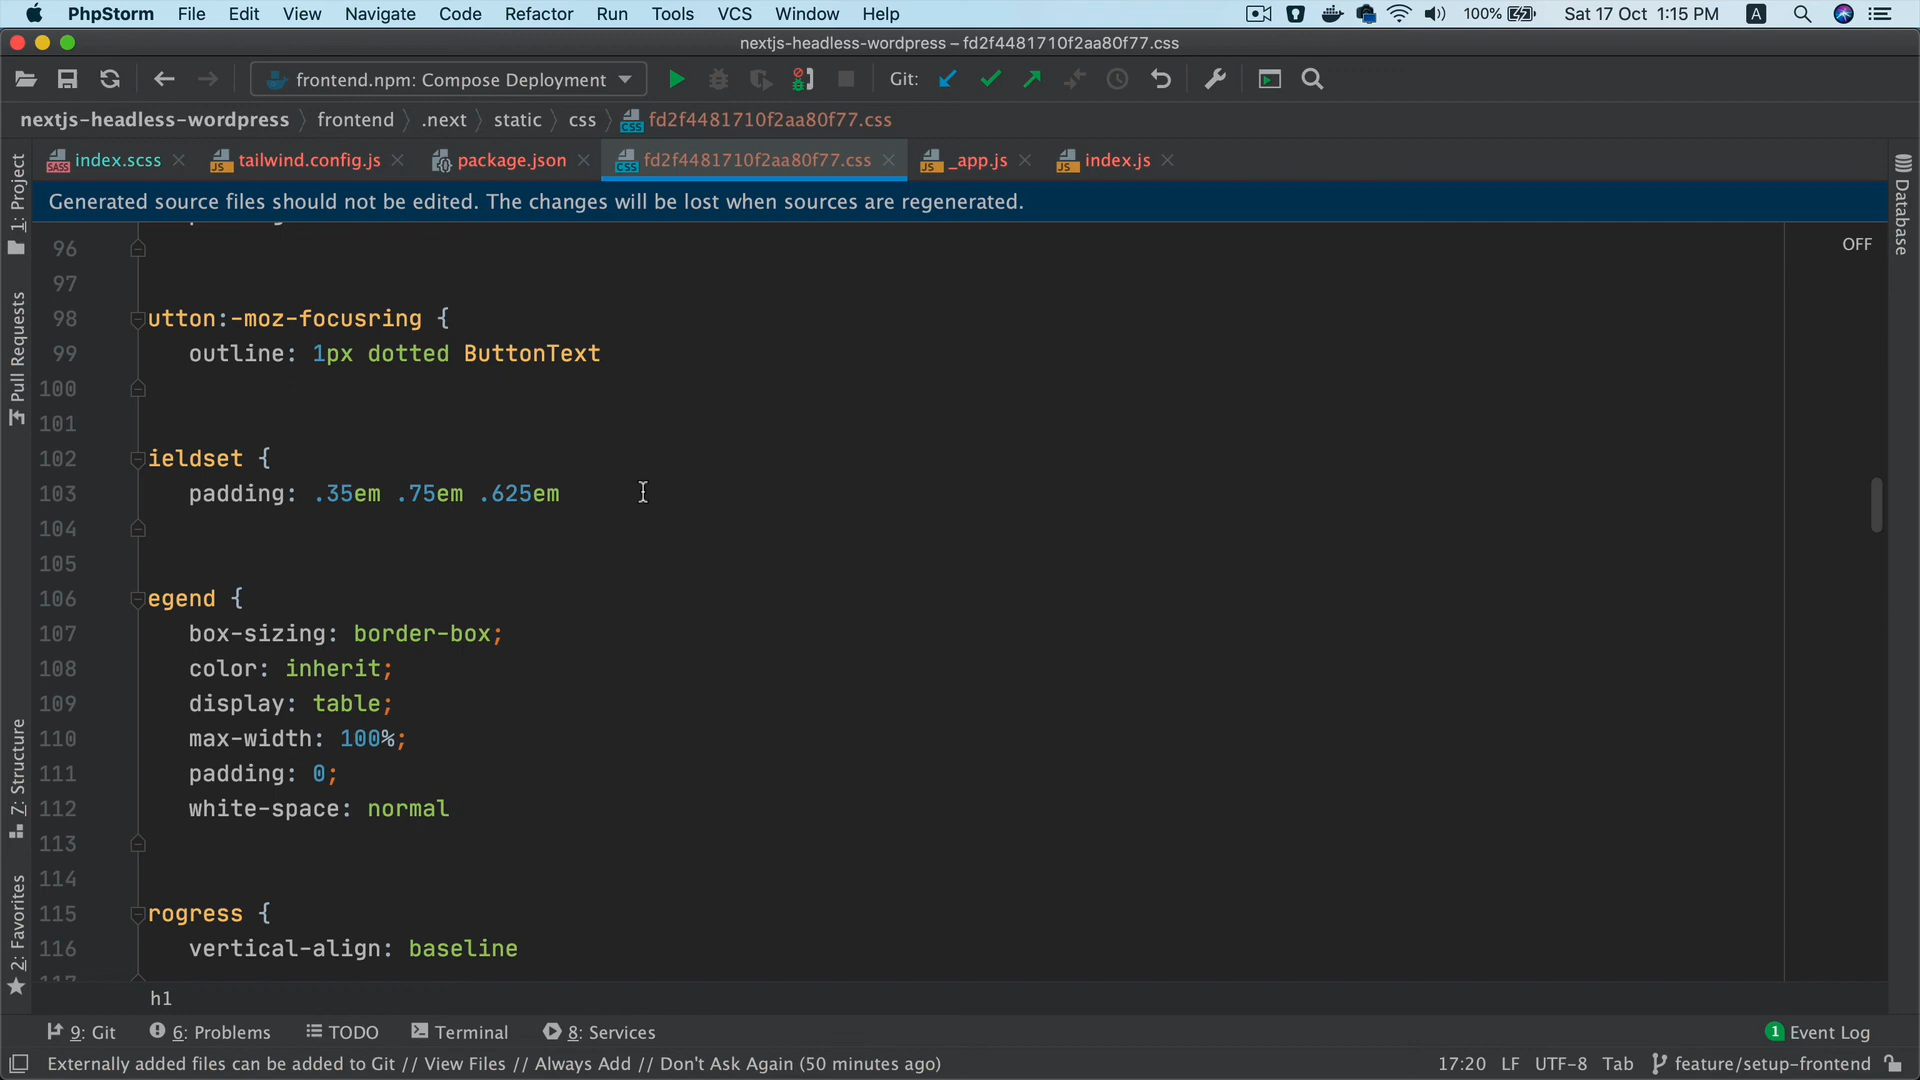 PhpStorm File Edit View Navigate Code Refactor Run Tools VCS Window Help 100% Sat 17 Oct 1:15 PM A
nextjs-headless-wordpress – fd2f4481710f2aa80f77.css
frontend.npm: Compose Deployment Git:
nextjs-headless-wordpress frontend .next static css fd2f4481710f2aa80f77.css
index.scss tailwind.config.js package.json fd2f4481710f2aa80f77.css _app.js index.js
Generated source files should not be edited. The changes will be lost when sources are regenerated.
OFF
96
97
98 utton:-moz-focusring {
99 outline: 1px dotted ButtonText
100
101
102 ieldset {
103 padding: .35em .75em .625em
104
105
106 egend {
107 box-sizing: border-box;
108 color: inherit;
109 display: table;
110 max-width: 100%;
111 padding: 0;
112 white-space: normal
113
114
115 rogress {
116 vertical-align: baseline
h1
1: Project
Pull Requests
7: Structure
2: Favorites
Database
9: Git 6: Problems TODO Terminal 8: Services 1 Event Log
Externally added files can be added to Git // View Files // Always Add // Don't Ask Again (50 minutes ago) 17:20 LF UTF-8 Tab feature/setup-frontend